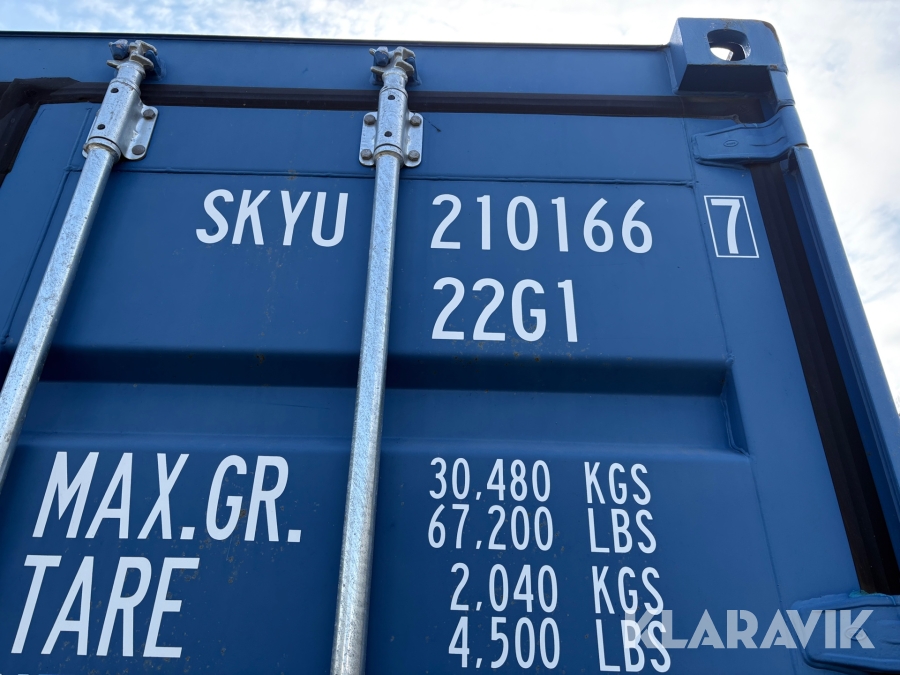 SKYU 210166 7
22G1
MAX.GR. 30,480 KGS
67,200 LBS
TARE 2,040 KGS
4,500 LBS
KLARAVIK